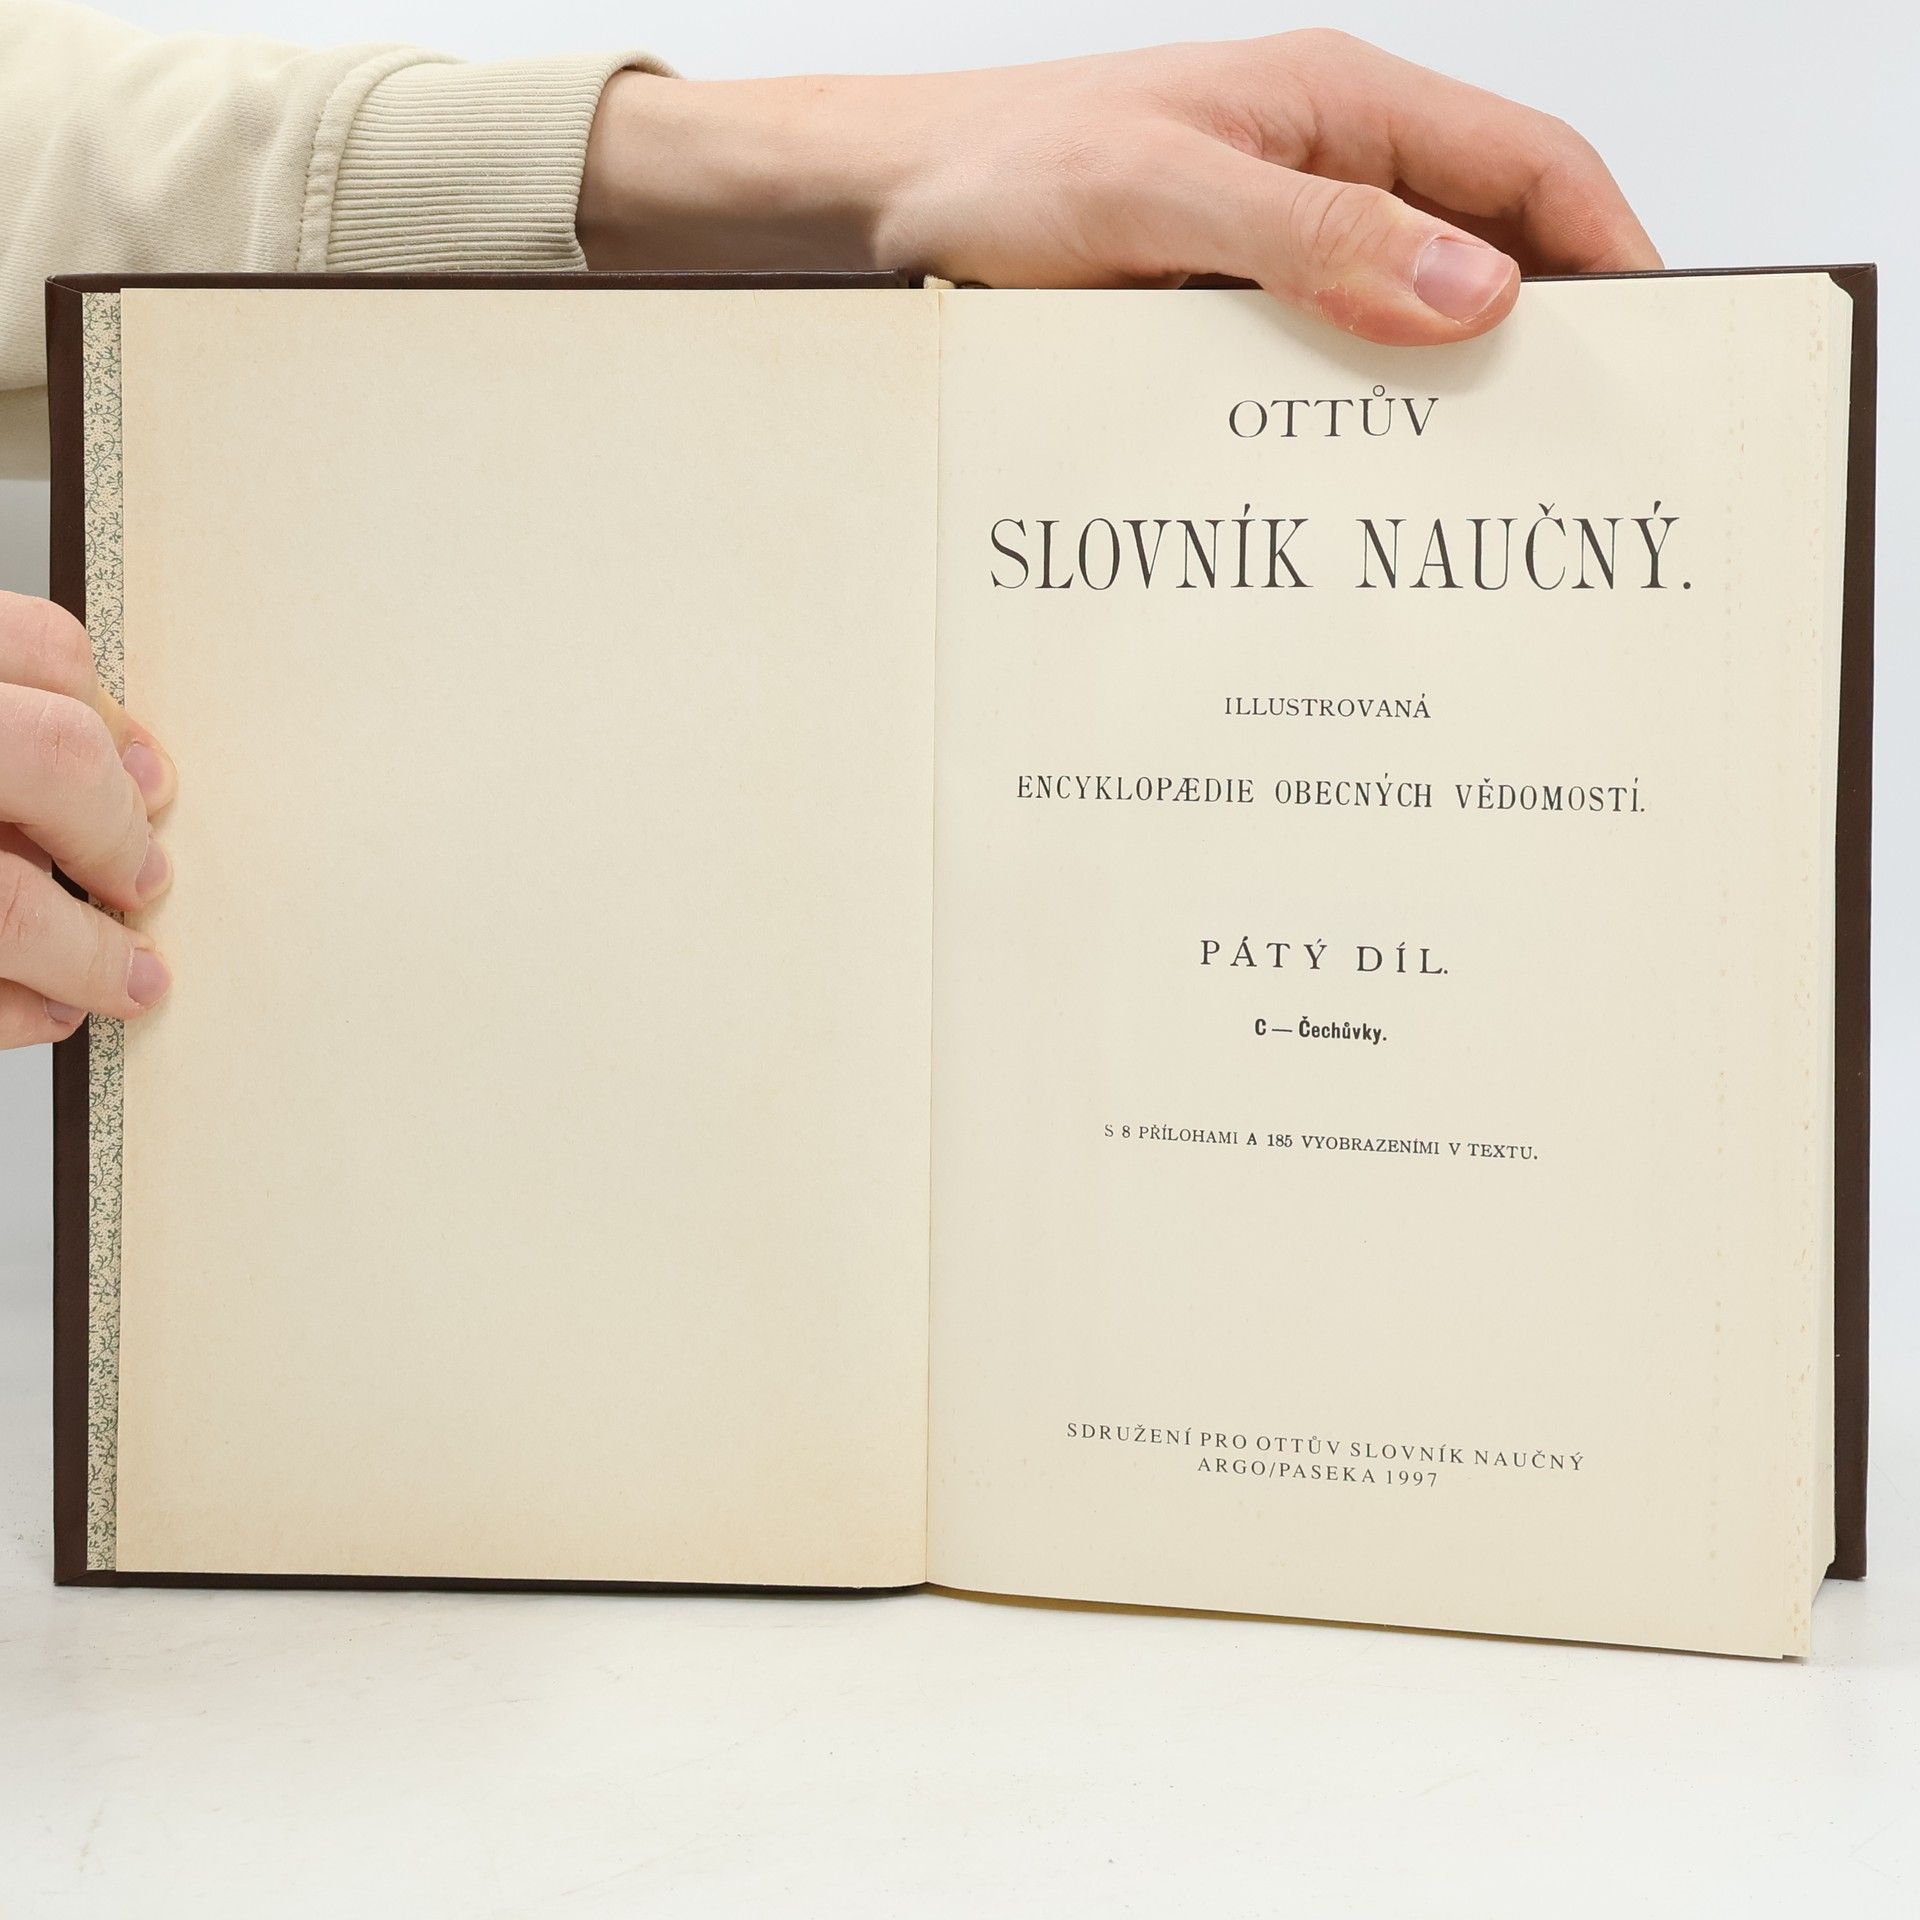 OTTŮV
SLOVNÍK NAUČNÝ.
ILLUSTROVANÁ
ENCYKLOPÆDIE OBECNÝCH VĚDOMOSTÍ.
PÁTÝ DÍL.
C — Čechůvky.
S 8 PŘÍLOHAMI A 185 VYOBRAZENÍMI V TEXTU.
SDRUŽENÍ PRO OTTŮV SLOVNÍK NAUČNÝ
ARGO/PASEKA 1997